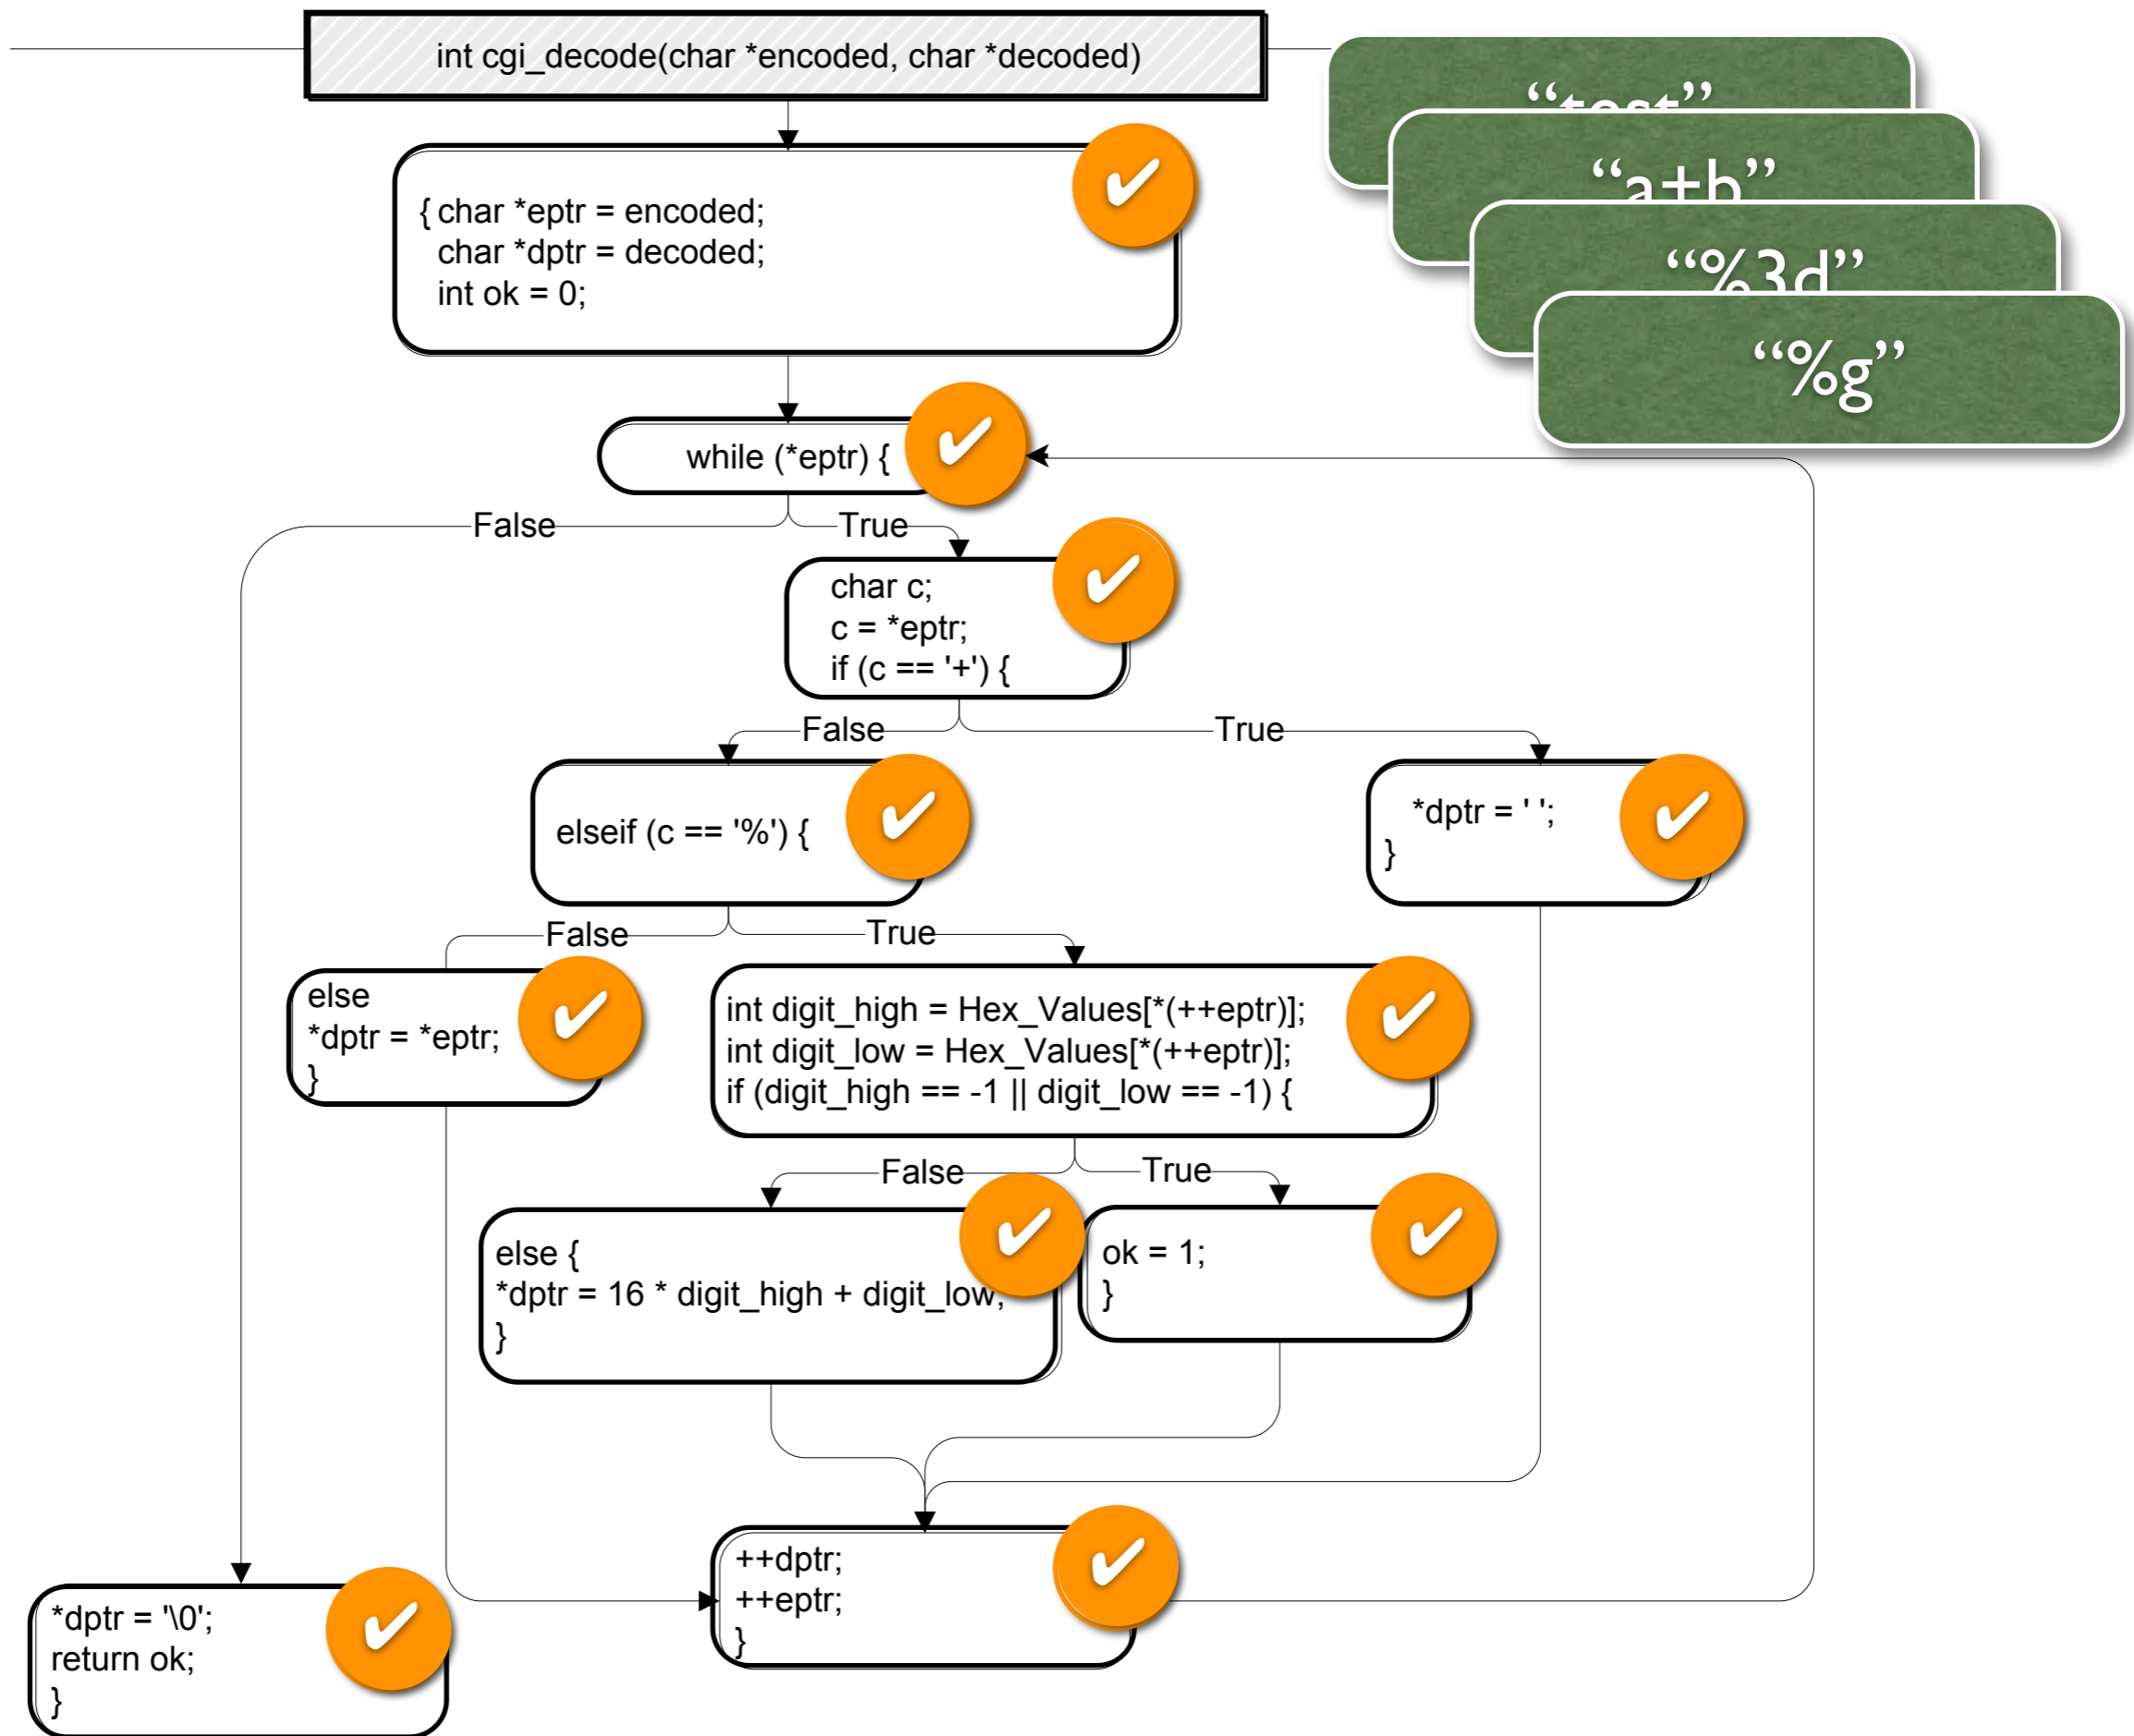 int cgi_decode(char *encoded, char *decoded)
“test”
“a+b”
“%3d”
“%g”
{ char *eptr = encoded;
char *dptr = decoded;
int ok = 0;
while (*eptr) {
False
True
char c;
c = *eptr;
if (c == '+') {
False
True
elseif (c == '%') {
*dptr = ' ';
}
False
True
else
*dptr = *eptr;
}
int digit_high = Hex_Values[*(++eptr)];
int digit_low = Hex_Values[*(++eptr)];
if (digit_high == -1 || digit_low == -1) {
False
True
else {
*dptr = 16 * digit_high + digit_low;
}
ok = 1;
}
++dptr;
++eptr;
}
*dptr = '\0';
return ok;
}